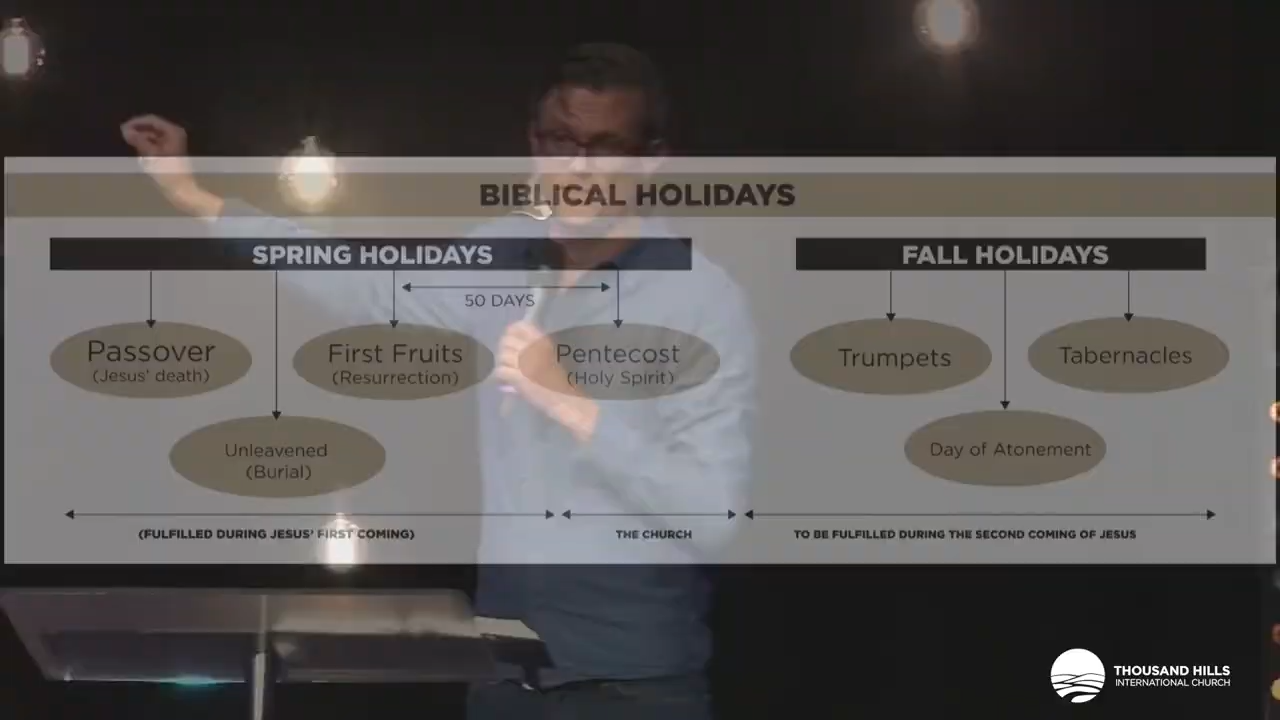 BIBLICAL HOLIDAYS
SPRING HOLIDAYS
FALL HOLIDAYS
50 DAYS
Passover
(Jesus' death)
First Fruits
(Resurrection)
Pentecost
(Holy Spirit)
Trumpets
Tabernacles
Unleavened
(Burial)
Day of Atonement
(FULFILLED DURING JESUS' FIRST COMING)
THE CHURCH
TO BE FULFILLED DURING THE SECOND COMING OF JESUS
THOUSAND HILLS
INTERNATIONAL CHURCH